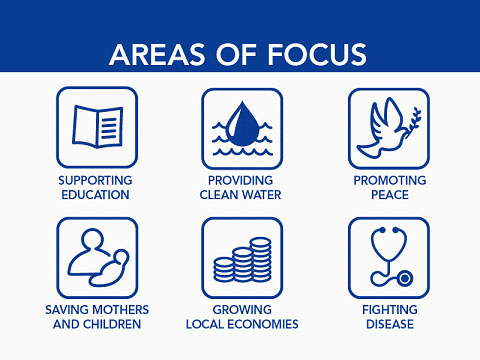 AREAS OF FOCUS
SUPPORTING
EDUCATION
PROVIDING
CLEAN WATER
PROMOTING
PEACE
SAVING MOTHERS
AND CHILDREN
GROWING
LOCAL ECONOMIES
FIGHTING
DISEASE